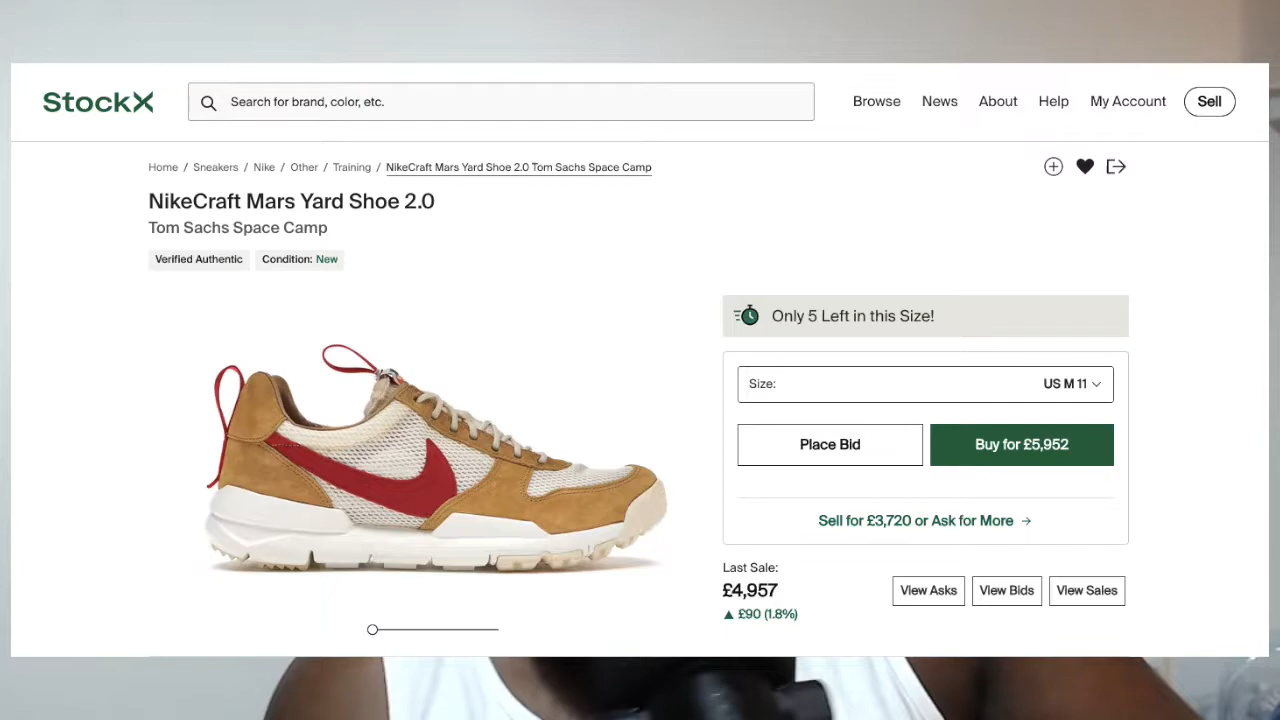 StockX
Search for brand, color, etc.
Browse News About Help My Account Sell
Home / Sneakers / Nike / Other / Training / NikeCraft Mars Yard Shoe 2.0 Tom Sachs Space Camp
NikeCraft Mars Yard Shoe 2.0
Tom Sachs Space Camp
Verified Authentic Condition: New
Only 5 Left in this Size!
Size: US M 11
Place Bid Buy for £5,952
Sell for £3,720 or Ask for More →
Last Sale:
£4,957
View Asks View Bids View Sales
▲ £90 (1.8%)